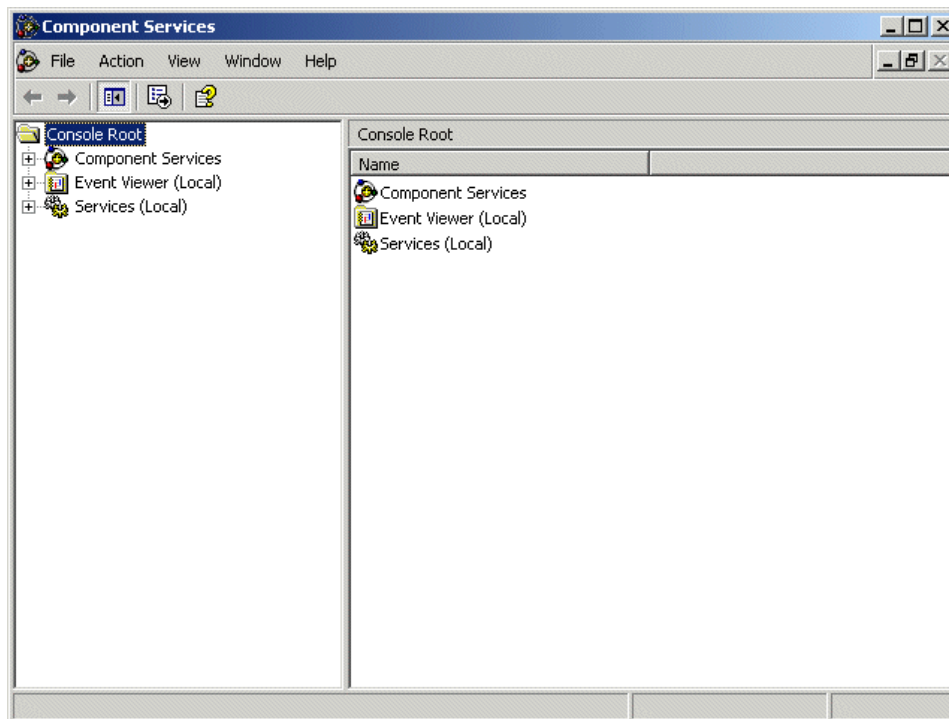 Component Services
File Action View Window Help
Console Root
Component Services
Event Viewer (Local)
Services (Local)
Console Root
Name
Component Services
Event Viewer (Local)
Services (Local)